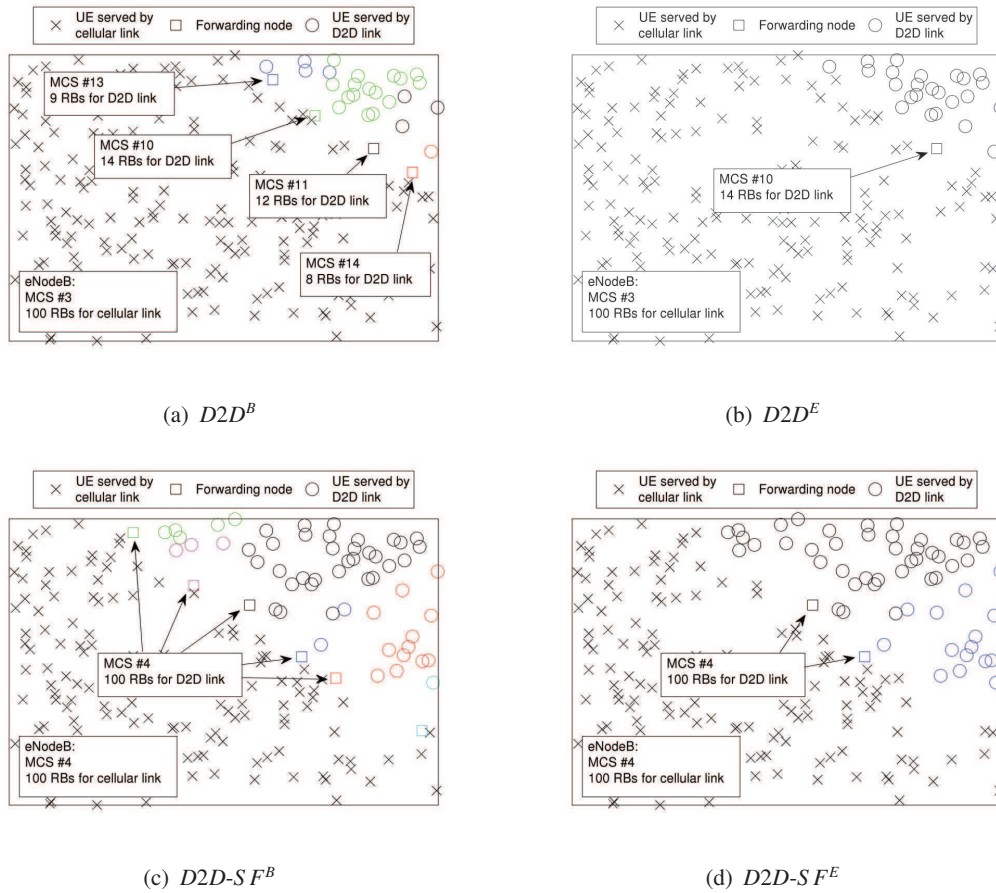 UE served by cellular link
Forwarding node
UE served by D2D link
MCS #13
9 RBs for D2D link
MCS #10
14 RBs for D2D link
MCS #11
12 RBs for D2D link
MCS #14
8 RBs for D2D link
eNodeB:
MCS #3
100 RBs for cellular link
(a) D2D^B
UE served by cellular link
Forwarding node
UE served by D2D link
MCS #10
14 RBs for D2D link
eNodeB:
MCS #3
100 RBs for cellular link
(b) D2D^E
UE served by cellular link
Forwarding node
UE served by D2D link
MCS #4
100 RBs for D2D link
eNodeB:
MCS #4
100 RBs for cellular link
(c) D2D-SF^B
UE served by cellular link
Forwarding node
UE served by D2D link
MCS #4
100 RBs for D2D link
eNodeB:
MCS #4
100 RBs for cellular link
(d) D2D-SF^E